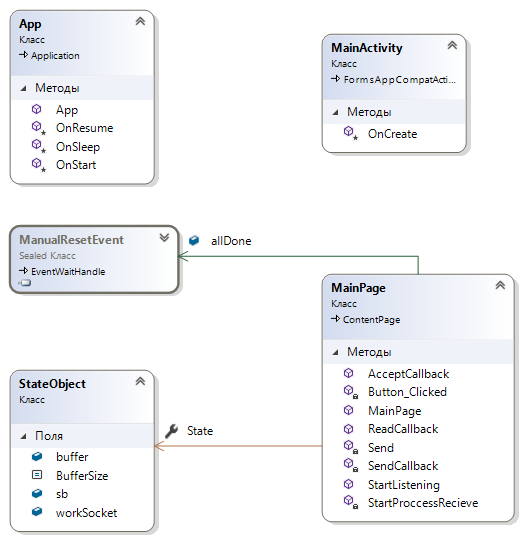 App
Класс
Application
Методы
App
OnResume
OnSleep
OnStart
MainActivity
Класс
FormsAppCompatActi...
Методы
OnCreate
ManualResetEvent
Sealed Класс
EventWaitHandle
allDone
MainPage
Класс
ContentPage
Методы
AcceptCallback
Button_Clicked
MainPage
ReadCallback
Send
SendCallback
StartListening
StartProccessRecieve
StateObject
Класс
Поля
buffer
BufferSize
sb
workSocket
State